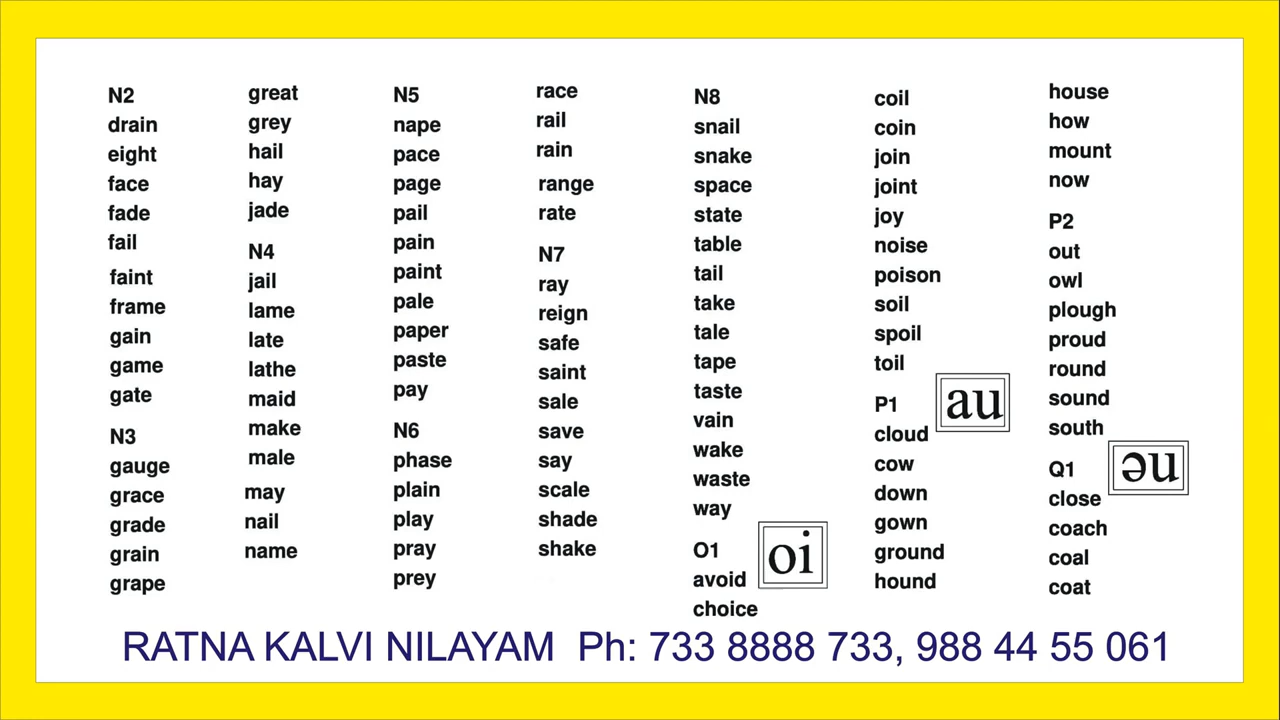 N2
drain
eight
face
fade
fail
faint
frame
gain
game
gate
N3
gauge
grace
grade
grain
grape
great
grey
hail
hay
jade
N4
jail
lame
late
lathe
maid
make
male
may
nail
name
N5
nape
pace
page
pail
pain
paint
pale
paper
paste
pay
N6
phase
plain
play
pray
prey
race
rail
rain
range
rate
N7
ray
reign
safe
saint
sale
save
say
scale
shade
shake
N8
snail
snake
space
state
table
tail
take
tale
tape
taste
vain
wake
waste
way
O1
oi
avoid
choice
coil
coin
join
joint
joy
noise
poison
soil
spoil
toil
P1
au
cloud
cow
down
gown
ground
hound
house
how
mount
now
P2
out
owl
plough
proud
round
sound
south
Q1
əu
close
coach
coal
coat
RATNA KALVI NILAYAM Ph: 733 8888 733, 988 44 55 061